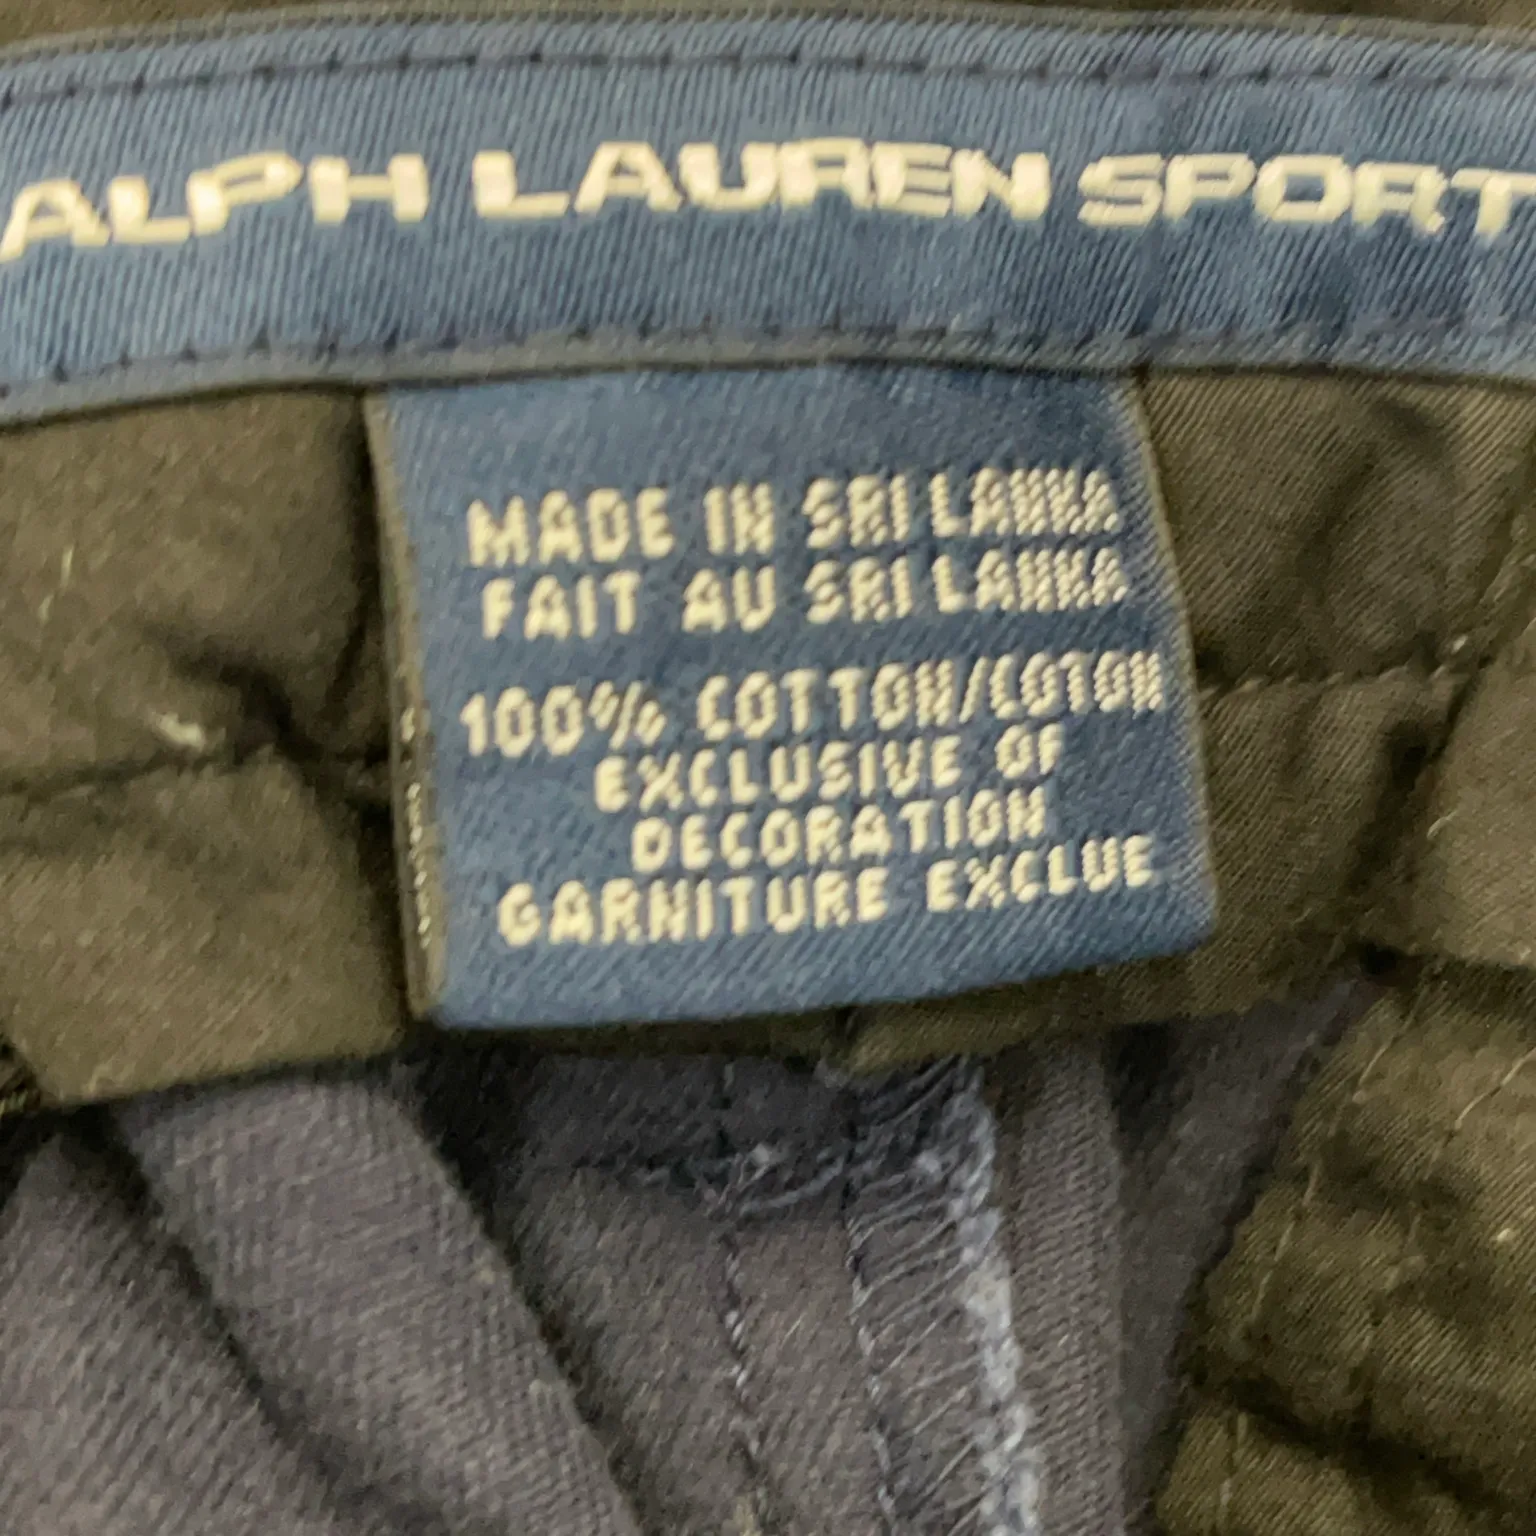 ALPH LAUREN SPORT
MADE IN SRI LANKA
FAIT AU SRI LANKA
100% COTTON/COTON
EXCLUSIVE OF
DECORATION
GARNITURE EXCLUE